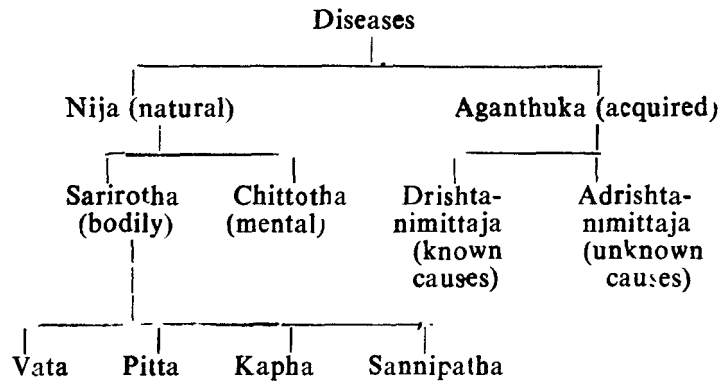 Diseases
Nija (natural) Aganthuka (acquired)
Sarirotha Chittotha Drishta- Adrishta-
(bodily) (mental) nimittaja nimittaja
(known (unknown
causes) causes)
Vata Pitta Kapha Sannipatha